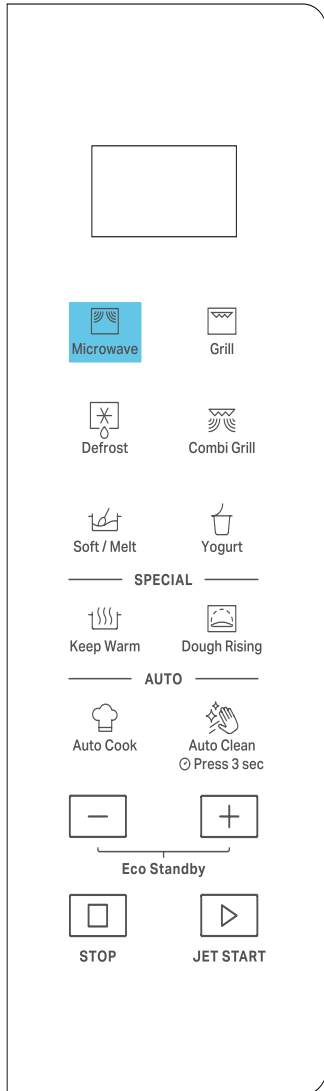 Microwave
Grill
Defrost
Combi Grill
Soft / Melt
Yogurt
SPECIAL
Keep Warm
Dough Rising
AUTO
Auto Cook
Auto Clean
Press 3 sec
Eco Standby
STOP
JET START